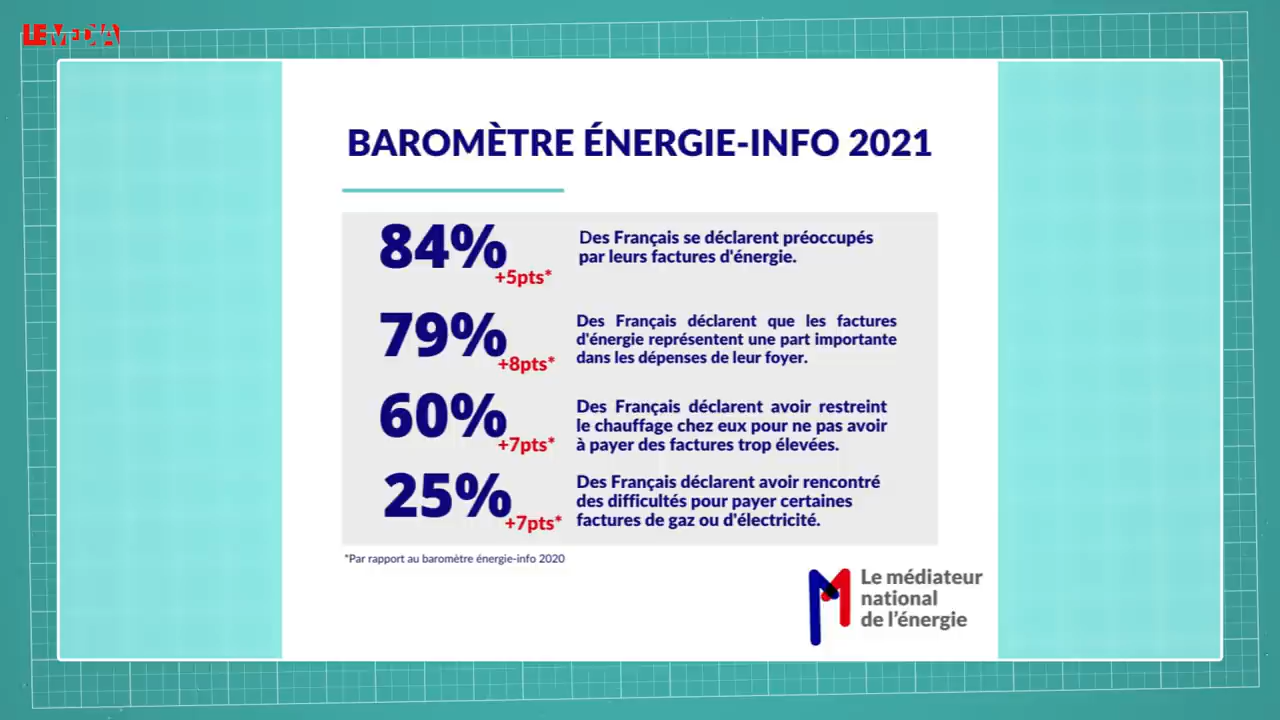 LE MEDIA
BAROMÈTRE ÉNERGIE-INFO 2021
84%
+5pts*
Des Français se déclarent préoccupés
par leurs factures d'énergie.
79%
+8pts*
Des Français déclarent que les factures
d'énergie représentent une part importante
dans les dépenses de leur foyer.
60%
+7pts*
Des Français déclarent avoir restreint
le chauffage chez eux pour ne pas avoir
à payer des factures trop élevées.
25%
+7pts*
Des Français déclarent avoir rencontré
des difficultés pour payer certaines
factures de gaz ou d'électricité.
*Par rapport au baromètre énergie-info 2020
Le médiateur
national
de l'énergie